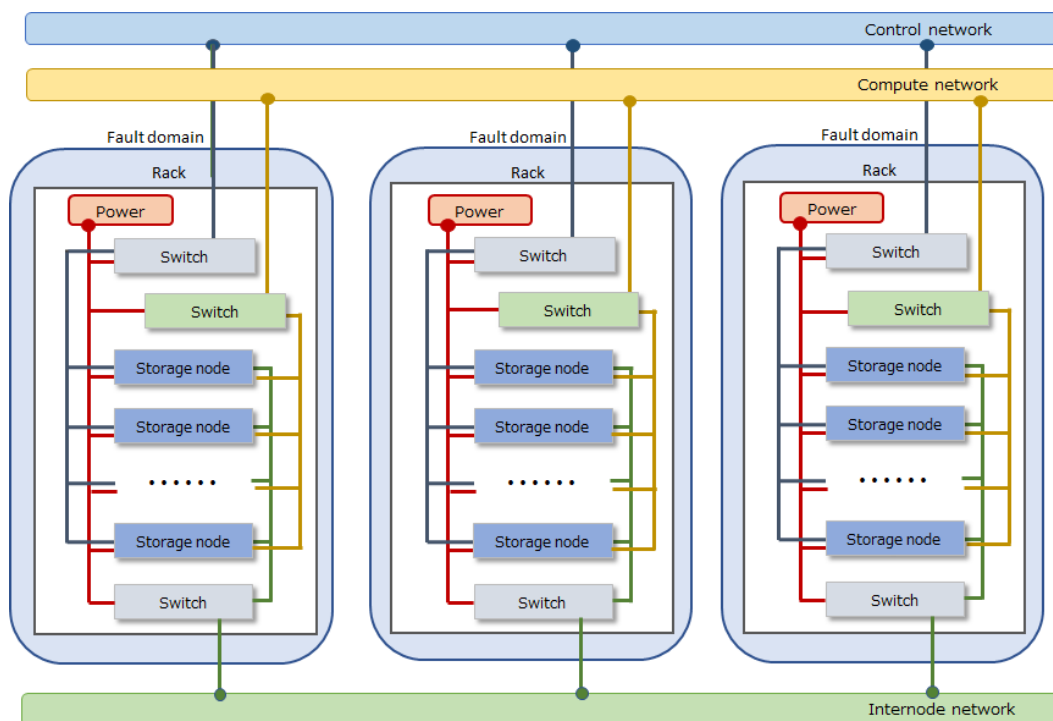 Control network
Compute network
Fault domain
Rack
Power
Switch
Switch
Storage node
Storage node
......
Storage node
Switch
Fault domain
Rack
Power
Switch
Switch
Storage node
Storage node
......
Storage node
Switch
Fault domain
Rack
Power
Switch
Switch
Storage node
Storage node
......
Storage node
Switch
Internode network